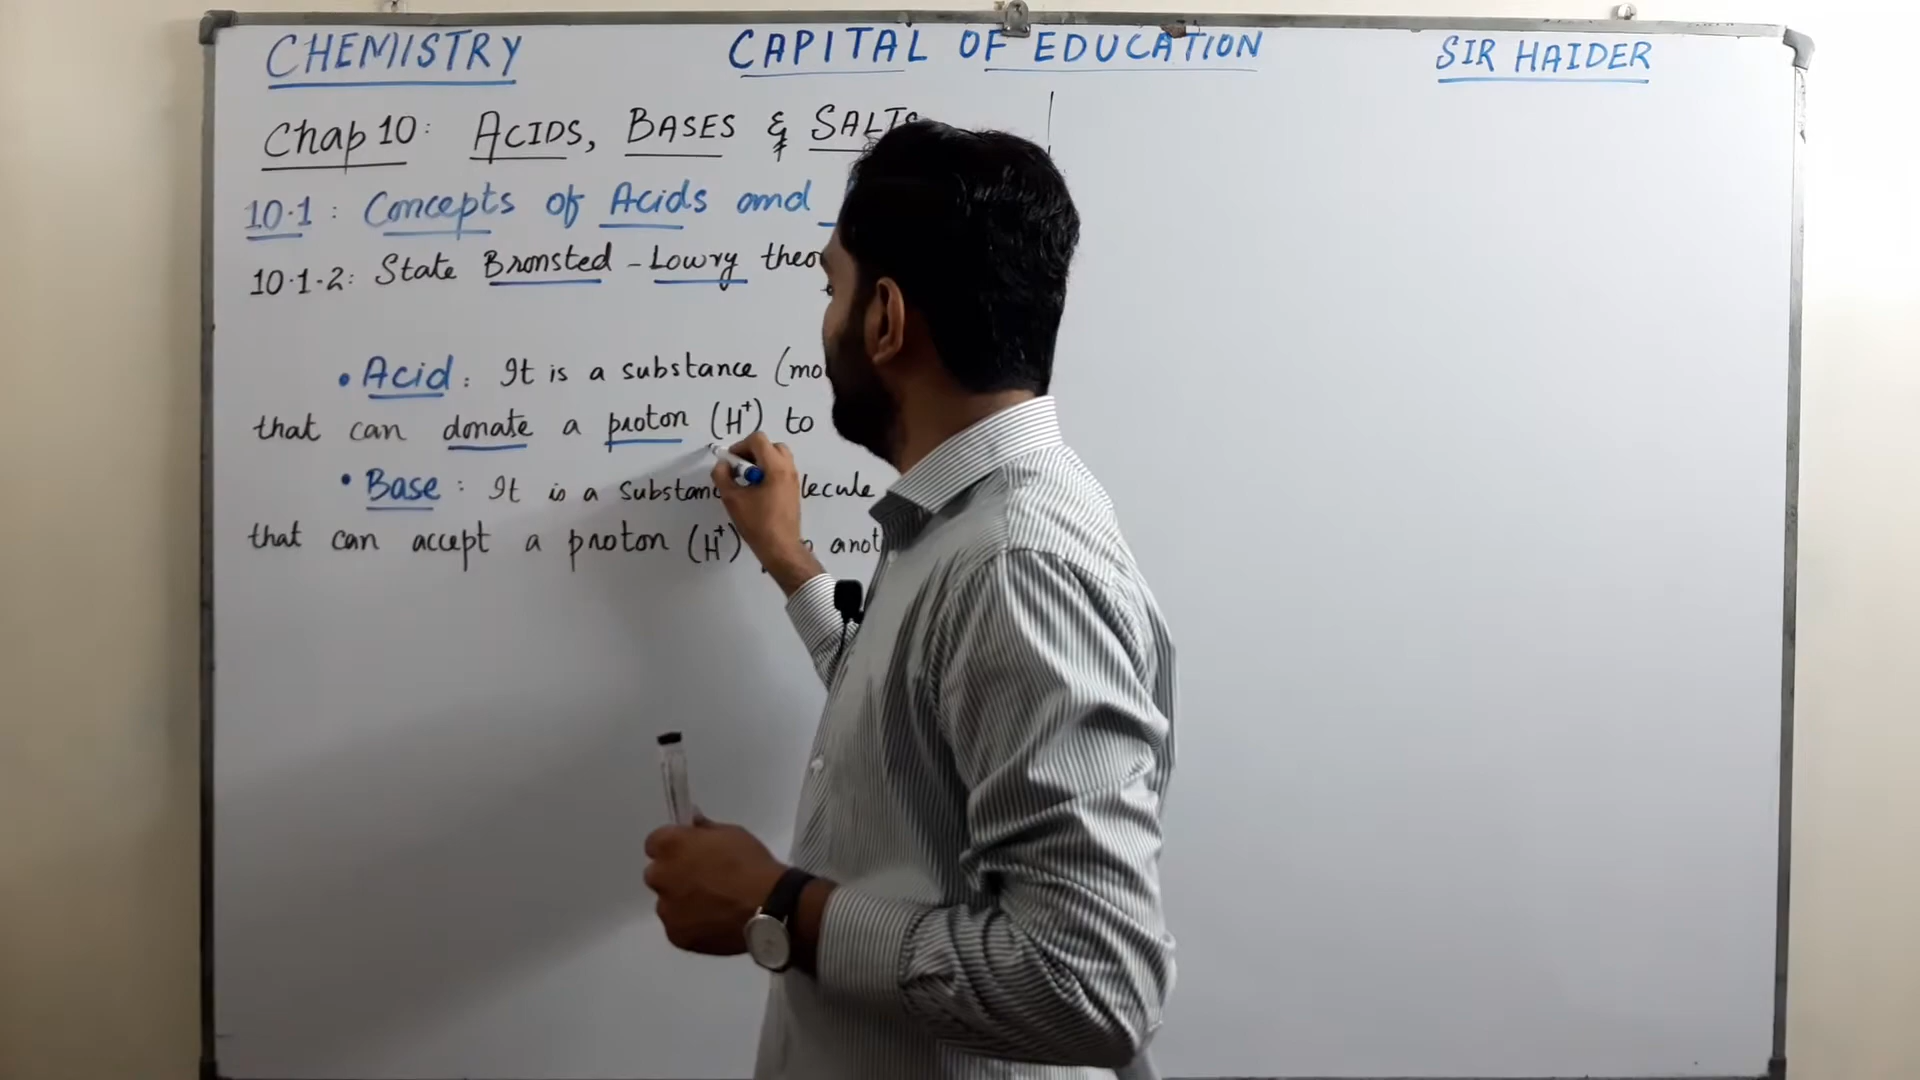 CHEMISTRY
CAPITAL OF EDUCATION
SIR HAIDER
Chap 10: ACIDS, BASES & SALTS
10.1: Concepts of Acids and
10.1.2: State Bronsted - Lowry
• Acid: It is a substance
that can donate a proton (H⁺) to
• Base: It is a
that can accept a proton (H⁺)